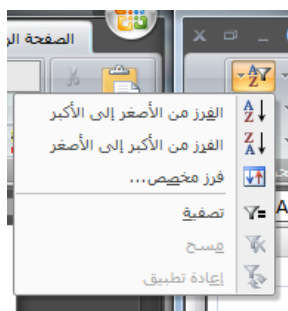 الصفحة الر
الفرز من الأصغر إلى الأكبر
الفرز من الأكبر إلى الأصغر
فرز مخصص...
تصفية
مسح
إعادة تطبيق
A